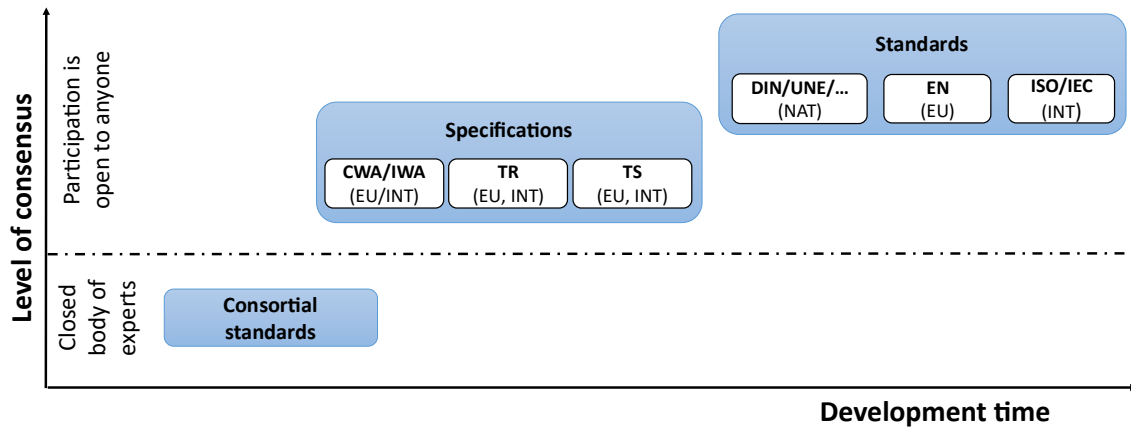 Level of consensus
Participation is
open to anyone
Closed
body of
experts
Standards
DIN/UNE/...
(NAT)
EN
(EU)
ISO/IEC
(INT)
Specifications
CWA/IWA
(EU/INT)
TR
(EU, INT)
TS
(EU, INT)
Consortial
standards
Development time